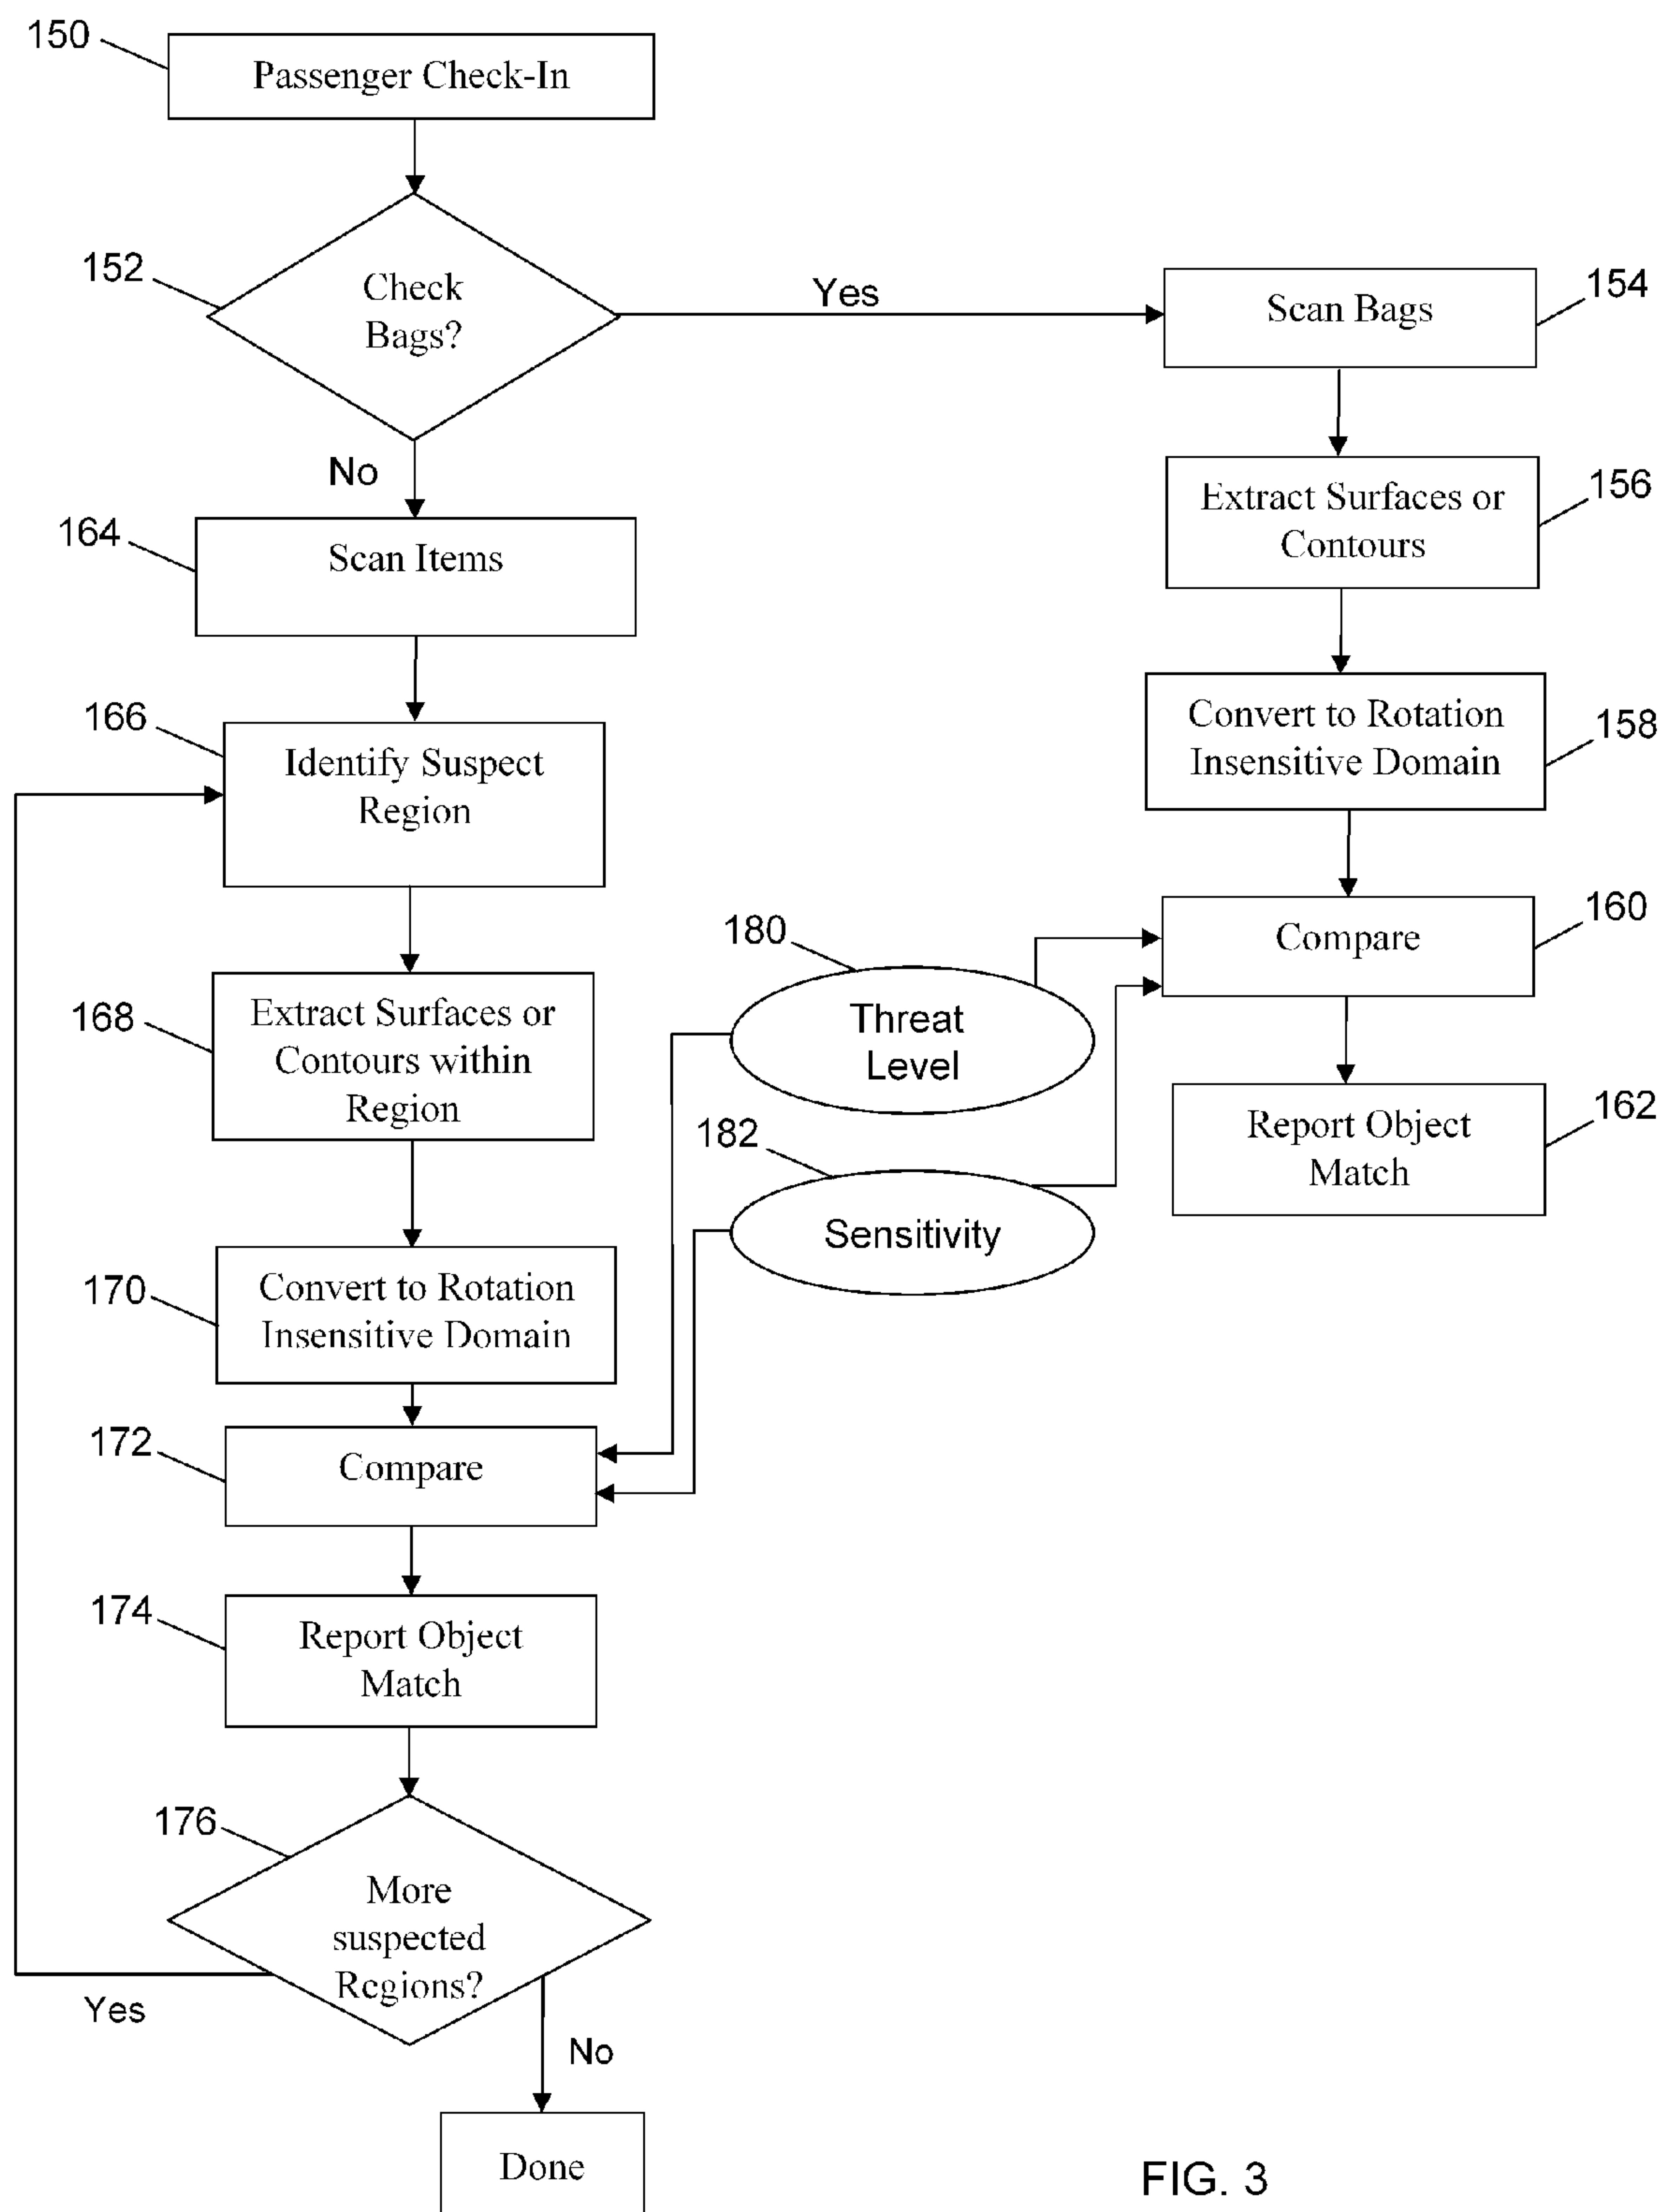 150
Passenger Check-In
152
Check
Bags?
Yes
154
Scan Bags
No
156
Extract Surfaces or
Contours
164
Scan Items
158
Convert to Rotation
Insensitive Domain
166
Identify Suspect
Region
160
Compare
180
Threat
Level
168
Extract Surfaces or
Contours within
Region
162
Report Object
Match
182
Sensitivity
170
Convert to Rotation
Insensitive Domain
172
Compare
174
Report Object
Match
176
More
suspected
Regions?
Yes
No
Done
FIG. 3